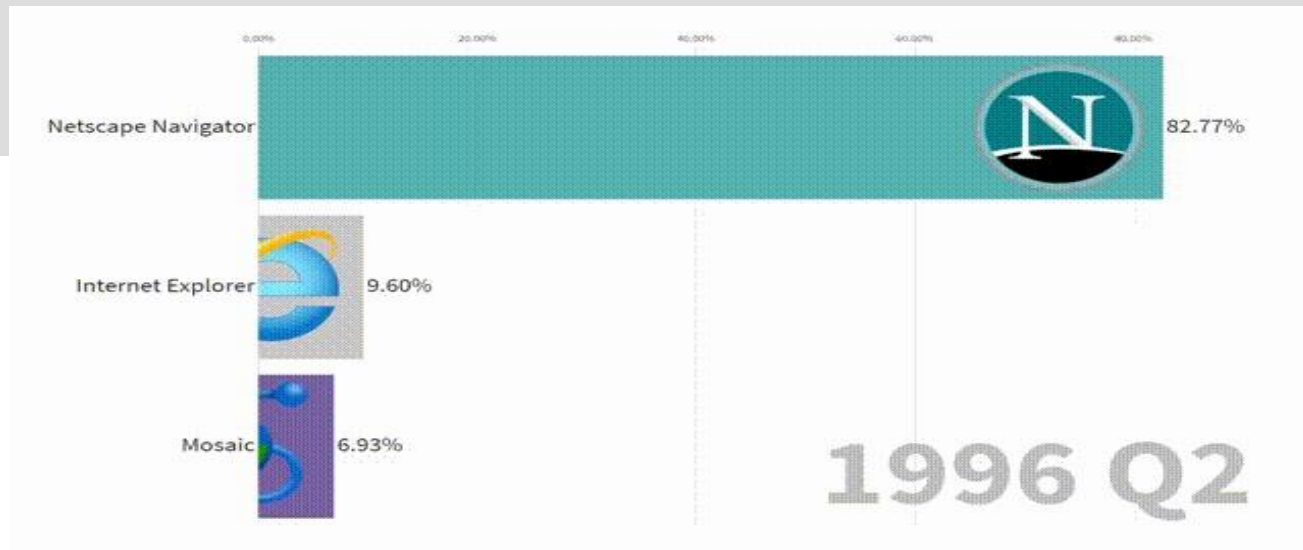 0.00% 20.00% 40.00% 60.00% 80.00%
Netscape Navigator N 82.77%
Internet Explorer 9.60%
Mosaic 6.93%
1996 Q2